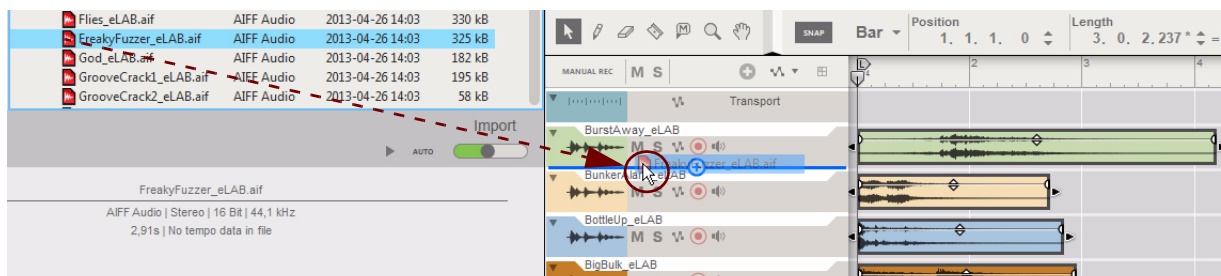 Flies_eLAB.aif AIFF Audio 2013-04-26 14:03 330 kB
FreakyFuzzer_eLAB.aif AIFF Audio 2013-04-26 14:03 325 kB
God_eLAB.aif AIFF Audio 2013-04-26 14:03 182 kB
GrooveCrack1_eLAB.aif AIFF Audio 2013-04-26 14:03 195 kB
GrooveCrack2_eLAB.aif AIFF Audio 2013-04-26 14:03 58 kB
Import
AUTO
FreakyFuzzer_eLAB.aif
AIFF Audio | Stereo | 16 Bit | 44,1 kHz
2,91s | No tempo data in file
M SNAP Bar Position Length
1. 1. 1. 0 3. 0. 2. 237 * =
MANUAL REC M S L 2 3 4
4
Transport
BurstAway_eLAB
M S
FreakyFuzzer_eLAB.aif
BunkerAlarm_eLAB
M S
BottleUp_eLAB
M S
BigBulk_eLAB